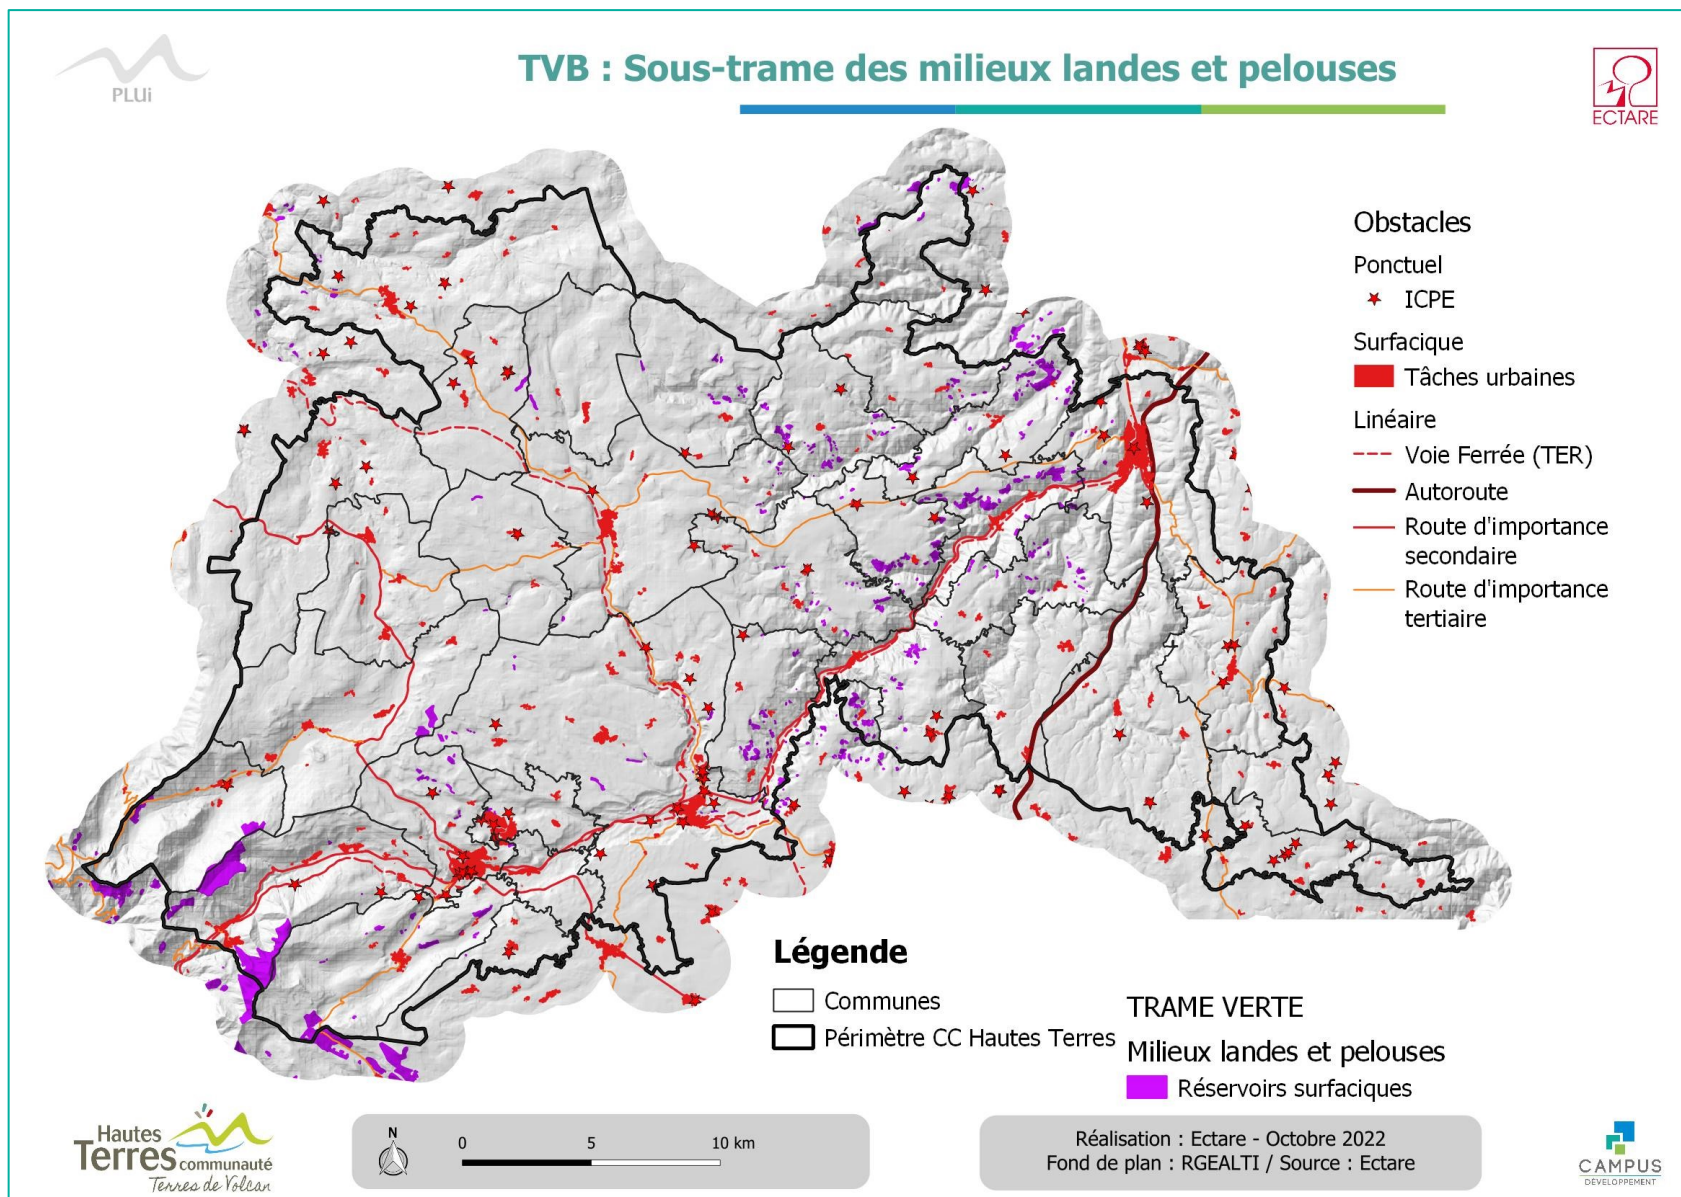 PLUi
TVB : Sous-trame des milieux landes et pelouses
ECTARE
Obstacles
Ponctuel
ICPE
Surfacique
Tâches urbaines
Linéaire
Voie Ferrée (TER)
Autoroute
Route d'importance
secondaire
Route d'importance
tertiaire
Légende
Communes
Périmètre CC Hautes Terres
TRAME VERTE
Milieux landes et pelouses
Réservoirs surfaciques
Hautes
Terres communauté
Terres de Volcan
N
0 5 10 km
Réalisation : Ectare - Octobre 2022
Fond de plan : RGEALTI / Source : Ectare
CAMPUS
DÉVELOPPEMENT